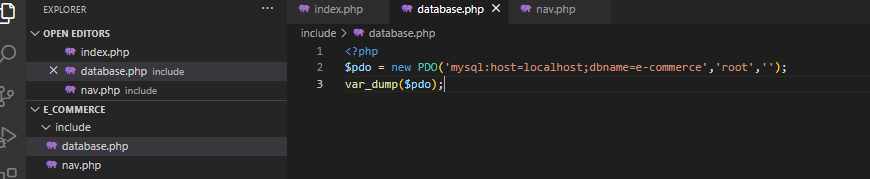 EXPLORER
OPEN EDITORS
index.php
database.php include
nav.php include
E_COMMERCE
include
database.php
nav.php
index.php database.php nav.php
include > database.php
1 <?php
2 $pdo = new PDO('mysql:host=localhost;dbname=e-commerce','root','');
3 var_dump($pdo);